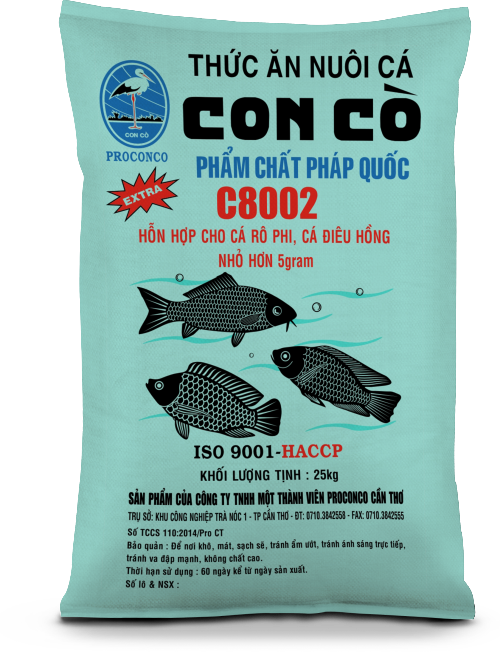 THỨC ĂN NUÔI CÁ
CON CÒ
CON CÒ
PROCONCO
PHẨM CHẤT PHÁP QUỐC
EXTRA
C8002
HỖN HỢP CHO CÁ RÔ PHI, CÁ ĐIÊU HỒNG
NHỎ HƠN 5gram
ISO 9001-HACCP
KHỐI LƯỢNG TỊNH : 25kg
SẢN PHẨM CỦA CÔNG TY TNHH MỘT THÀNH VIÊN PROCONCO CẦN THƠ
TRỤ SỞ: KHU CÔNG NGHIỆP TRÀ NÓC 1 - TP CẦN THƠ - ĐT: 0710.3842558 - FAX: 0710.3842555
Số TCCS 110:2014/Pro CT
Bảo quản : Để nơi khô, mát, sạch sẽ, tránh ẩm ướt, tránh ánh sáng trực tiếp,
tránh va đập mạnh, không chất cao.
Thời hạn sử dụng : 60 ngày kể từ ngày sản xuất.
Số lô & NSX :